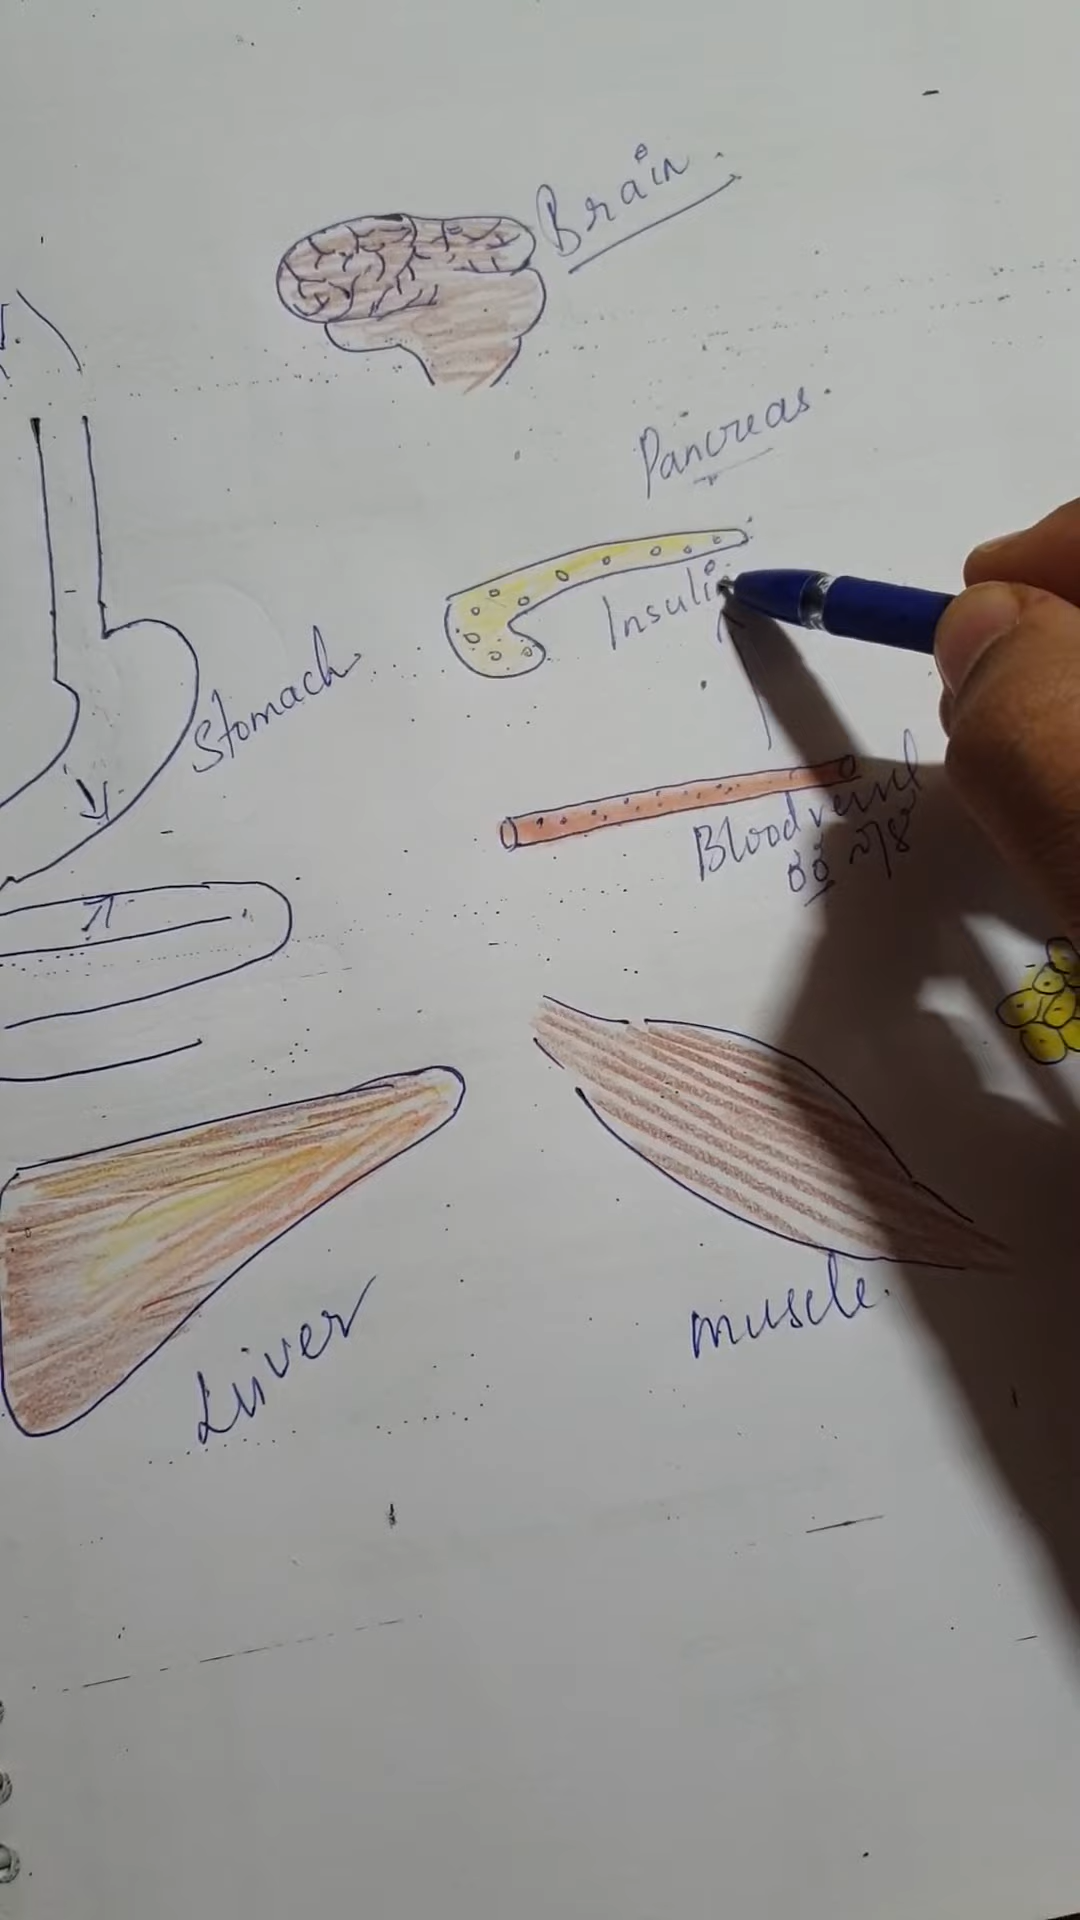 Brain.
Pancreas.
Insulin
Stomach
Blood vessel
Liver
muscle.